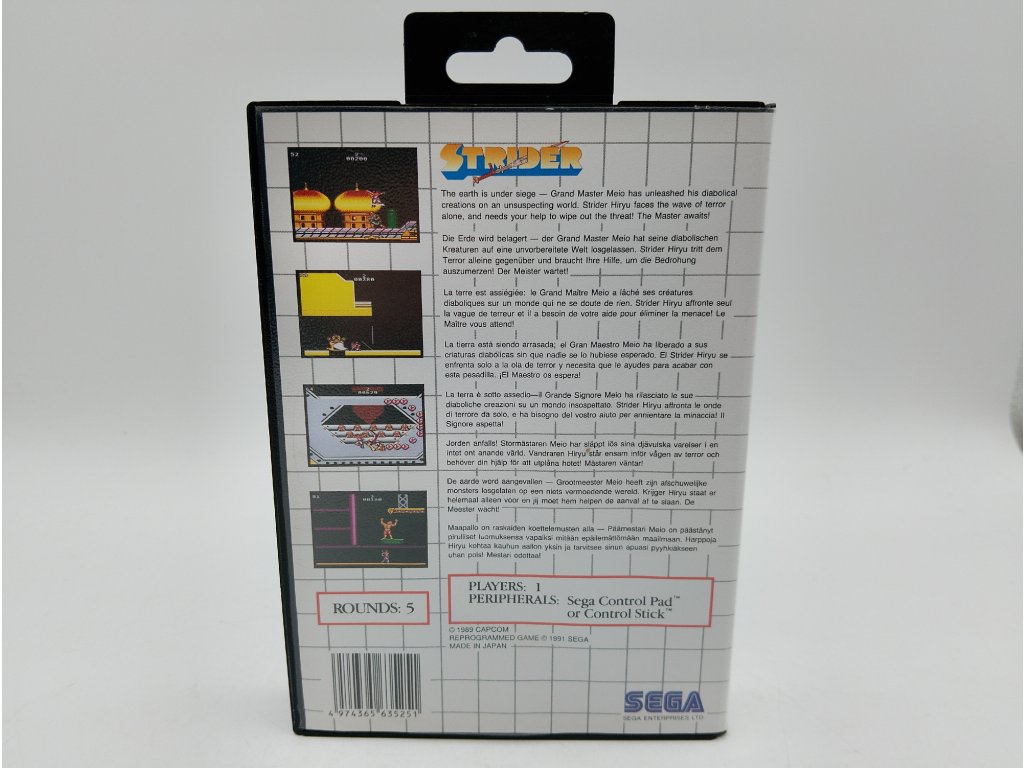 STRIDER
The earth is under siege — Grand Master Meio has unleashed his diabolical
creations on an unsuspecting world. Strider Hiryu faces the wave of terror
alone, and needs your help to wipe out the threat! The Master awaits!
Die Erde wird belagert — der Grand Master Meio hat seine diabolischen
Kreaturen auf eine unvorbereitete Welt losgelassen. Strider Hiryu tritt dem
Terror alleine gegenüber und braucht Ihre Hilfe, um die Bedrohung
auszumerzen! Der Meister wartet!
La terre est assiégiée: le Grand Maître Meio a lâché ses créatures
diaboliques sur un monde qui ne se doute de rien. Strider Hiryu affronte seul
la vague de terreur et il a besoin de votre aide pour éliminer la menace! Le
Maître vous attend!
La tierra está siendo arrasada; el Gran Maestro Meio ha liberado a sus
criaturas diabólicas sin que nadie se lo hubiese esperado. El Strider Hiryu se
enfrenta solo a la ola de terror y necesita que le ayudes para acabar con
esta pesadilla. ¡El Maestro os espera!
La terra è sotto assedio—il Grande Signore Meio ha rilasciato le sue
diaboliche creazioni su un mondo insospettato. Strider Hiryu affronta le onde
di terrore da solo, e ha bisogno del vostro aiuto per annientare la minaccia! Il
Signore aspetta!
Jorden anfalls! Stormästaren Meio har släppt lös sina djävulska varelser i en
intet ont anande värld. Vandraren Hiryu står ensam inför vågen av terror och
behöver din hjälp för att utplåna hotet! Mästaren väntar!
De aarde word aangevallen – Grootmeester Meio heeft zijn afschuwelijke
monsters losgelaten op een niets vermoedende wereld. Krijger Hiryu staat er
helemaal alleen voor en jij moet hem helpen de aanval af te slaan. De
Meester wacht!
Maapallo on raskaiden koettelemusten alla – Päämestari Meio on päästänyt
pirulliset luomuksensa vapaiksi mitään epäilemättömään maailmaan. Harppoja
Hiryu kohtaa kauhun aallon yksin ja tarvitsee sinun apuasi pyyhkiäkseen
uhan pois! Mestari odottaa!
PLAYERS: 1
PERIPHERALS: Sega Control Pad™
or Control Stick™
ROUNDS: 5
© 1989 CAPCOM
REPROGRAMMED GAME © 1991 SEGA
MADE IN JAPAN
4 974365 635251
SEGA
SEGA ENTERPRISES LTD.